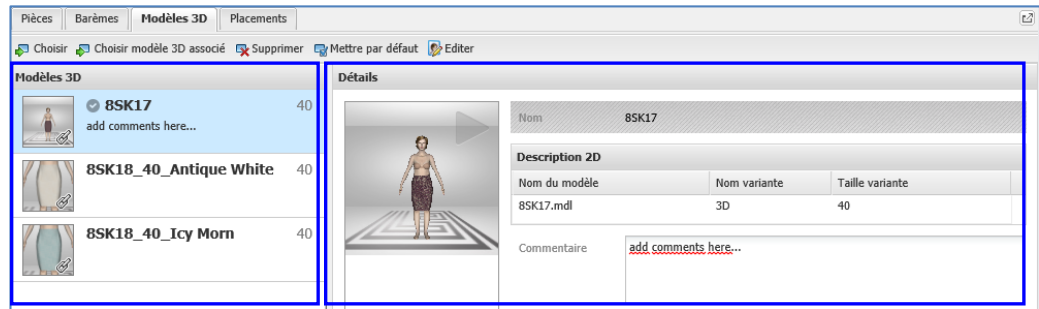 Pièces Barèmes Modèles 3D Placements
Choisir Choisir modèle 3D associé Supprimer Mettre par défaut Editer
Modèles 3D
8SK17 40
add comments here...
8SK18_40_Antique White 40
8SK18_40_Icy Morn 40
Détails
Nom 8SK17
Description 2D
Nom du modèle Nom variante Taille variante
8SK17.mdl 3D 40
Commentaire add comments here...